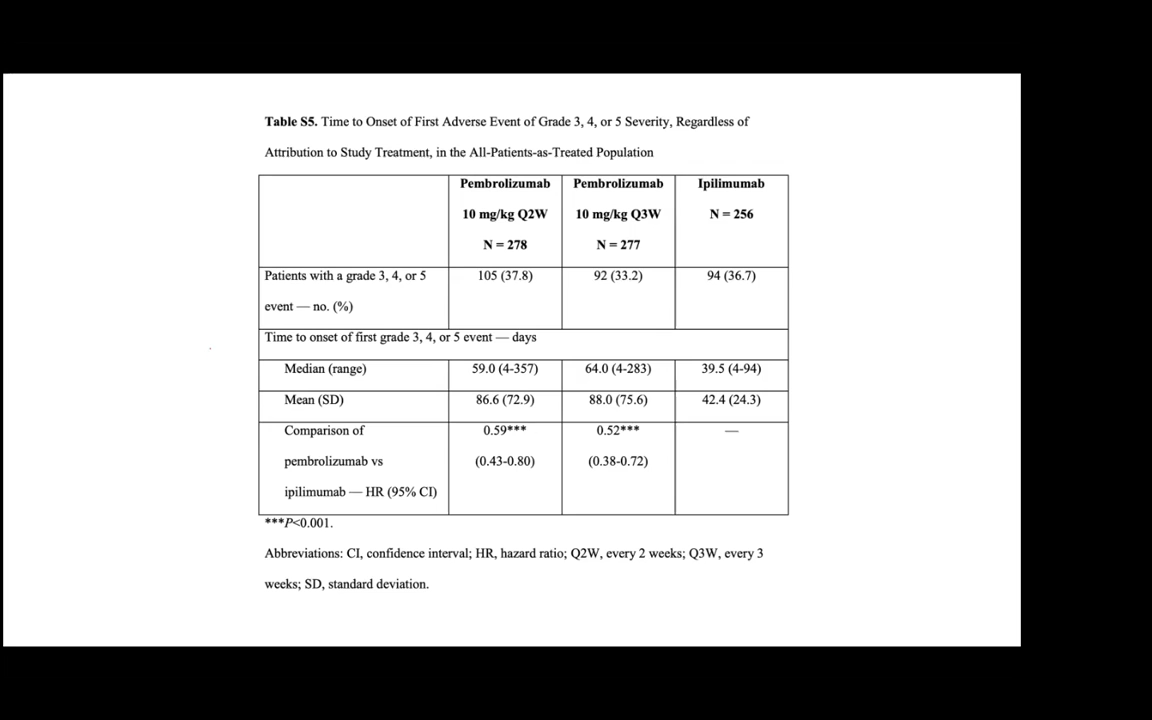 Table S5. Time to Onset of First Adverse Event of Grade 3, 4, or 5 Severity, Regardless of
Attribution to Study Treatment, in the All-Patients-as-Treated Population
Pembrolizumab Pembrolizumab Ipilimumab
10 mg/kg Q2W 10 mg/kg Q3W N = 256
N = 278 N = 277
Patients with a grade 3, 4, or 5 105 (37.8) 92 (33.2) 94 (36.7)
event — no. (%)
Time to onset of first grade 3, 4, or 5 event — days
Median (range) 59.0 (4-357) 64.0 (4-283) 39.5 (4-94)
Mean (SD) 86.6 (72.9) 88.0 (75.6) 42.4 (24.3)
Comparison of 0.59*** 0.52*** —
pembrolizumab vs (0.43-0.80) (0.38-0.72)
ipilimumab — HR (95% CI)
***P<0.001.
Abbreviations: CI, confidence interval; HR, hazard ratio; Q2W, every 2 weeks; Q3W, every 3
weeks; SD, standard deviation.